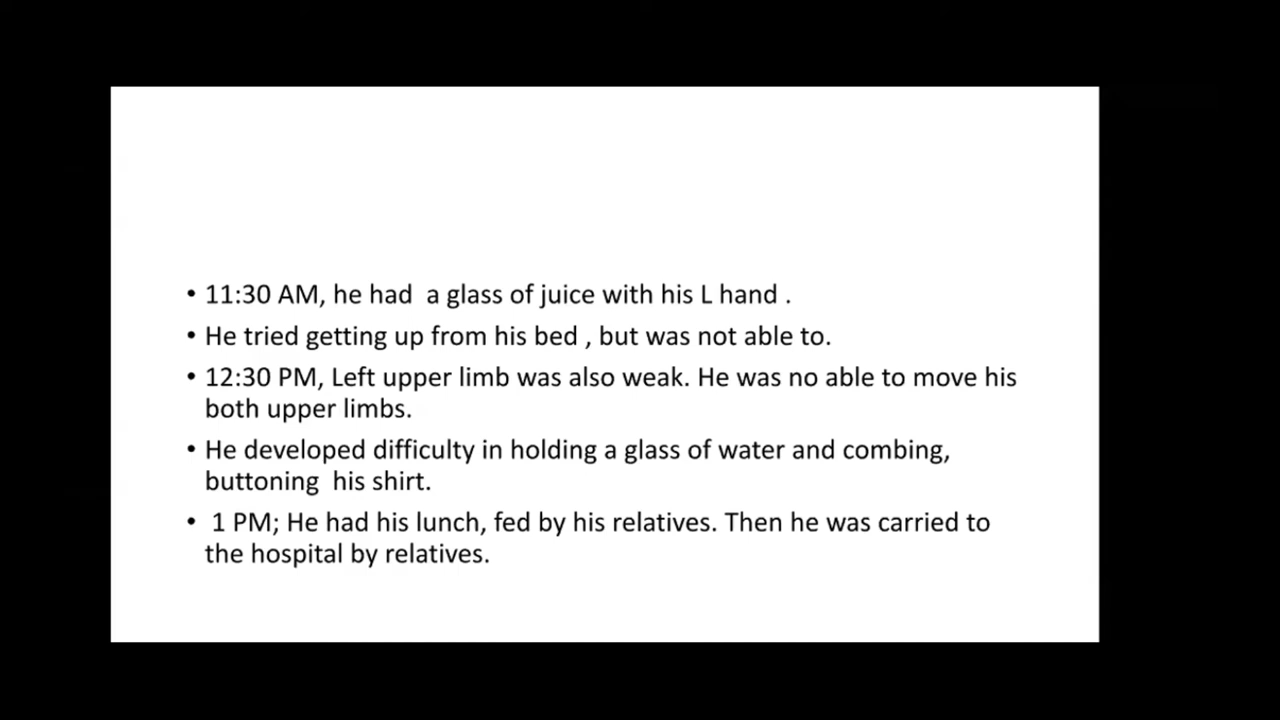 • 11:30 AM, he had  a glass of juice with his L hand .
• He tried getting up from his bed , but was not able to.
• 12:30 PM, Left upper limb was also weak. He was no able to move his
both upper limbs.
• He developed difficulty in holding a glass of water and combing,
buttoning  his shirt.
•  1 PM; He had his lunch, fed by his relatives. Then he was carried to
the hospital by relatives.